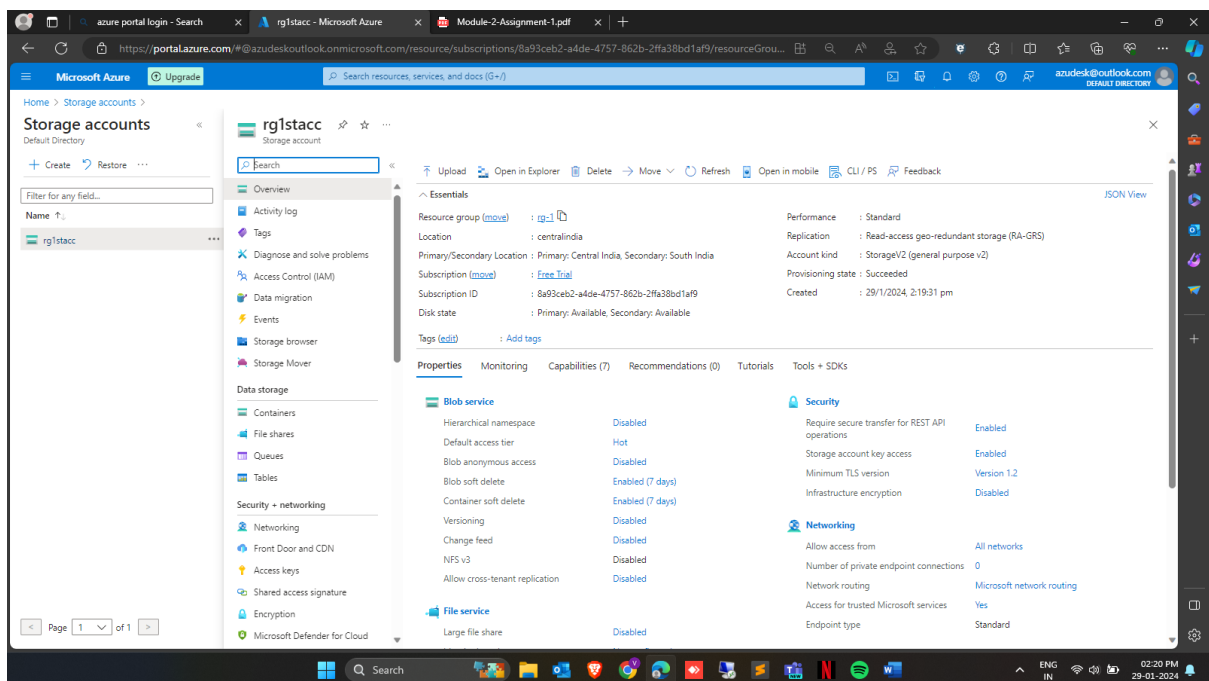 azure portal login - Search
rg1stacc - Microsoft Azure
Module-2-Assignment-1.pdf
https://portal.azure.com/#@azudeskoutlook.onmicrosoft.com/resource/subscriptions/8a93ceb2-a4de-4757-862b-2ffa38bd1af9/resourceGrou...
Microsoft Azure
Upgrade
Search resources, services, and docs (G+/)
azudesk@outlook.com
DEFAULT DIRECTORY
Home > Storage accounts >
Storage accounts
Default Directory
Create Restore ...
Filter for any field...
Name ↑↓
rg1stacc ...
Page 1 of 1
rg1stacc
Storage account
Search
Overview
Activity log
Tags
Diagnose and solve problems
Access Control (IAM)
Data migration
Events
Storage browser
Storage Mover
Data storage
Containers
File shares
Queues
Tables
Security + networking
Networking
Front Door and CDN
Access keys
Shared access signature
Encryption
Microsoft Defender for Cloud
Upload Open in Explorer Delete Move Refresh Open in mobile CLI / PS Feedback
Essentials
JSON View
Resource group (move) : rg-1
Location : centralindia
Primary/Secondary Location : Primary: Central India, Secondary: South India
Subscription (move) : Free Trial
Subscription ID : 8a93ceb2-a4de-4757-862b-2ffa38bd1af9
Disk state : Primary: Available, Secondary: Available
Performance : Standard
Replication : Read-access geo-redundant storage (RA-GRS)
Account kind : StorageV2 (general purpose v2)
Provisioning state : Succeeded
Created : 29/1/2024, 2:19:31 pm
Tags (edit) : Add tags
Properties Monitoring Capabilities (7) Recommendations (0) Tutorials Tools + SDKs
Blob service
Hierarchical namespace Disabled
Default access tier Hot
Blob anonymous access Disabled
Blob soft delete Enabled (7 days)
Container soft delete Enabled (7 days)
Versioning Disabled
Change feed Disabled
NFS v3 Disabled
Allow cross-tenant replication Disabled
File service
Large file share Disabled
Security
Require secure transfer for REST API
operations Enabled
Storage account key access Enabled
Minimum TLS version Version 1.2
Infrastructure encryption Disabled
Networking
Allow access from All networks
Number of private endpoint connections 0
Network routing Microsoft network routing
Access for trusted Microsoft services Yes
Endpoint type Standard
Search
ENG
IN
02:20 PM
29-01-2024